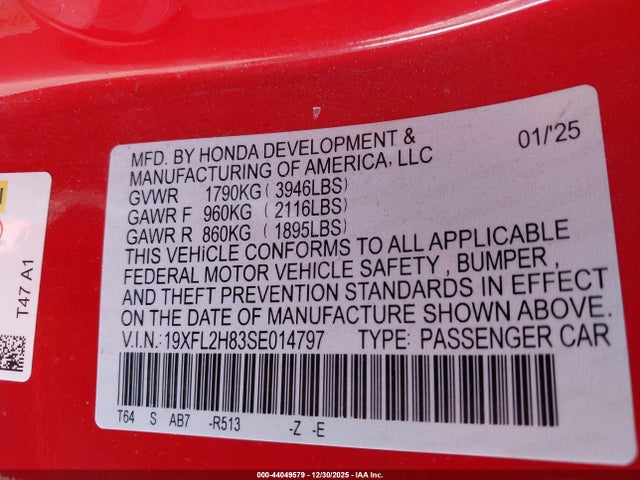 MFD. BY HONDA DEVELOPMENT &
MANUFACTURING OF AMERICA, LLC
01/'25
GVWR 1790KG ( 3946LBS)
GAWR F 960KG ( 2116LBS)
GAWR R 860KG ( 1895LBS)
THIS VEHICLE CONFORMS TO ALL APPLICABLE
FEDERAL MOTOR VEHICLE SAFETY , BUMPER ,
AND THEFT PREVENTION STANDARDS IN EFFECT
ON THE DATE OF MANUFACTURE SHOWN ABOVE.
V.I.N.:19XFL2H83SE014797 TYPE: PASSENGER CAR
T64 S AB7 -R513 -Z -E
T47 A1
000-44049579 - 12/30/2025 - IAA Inc.